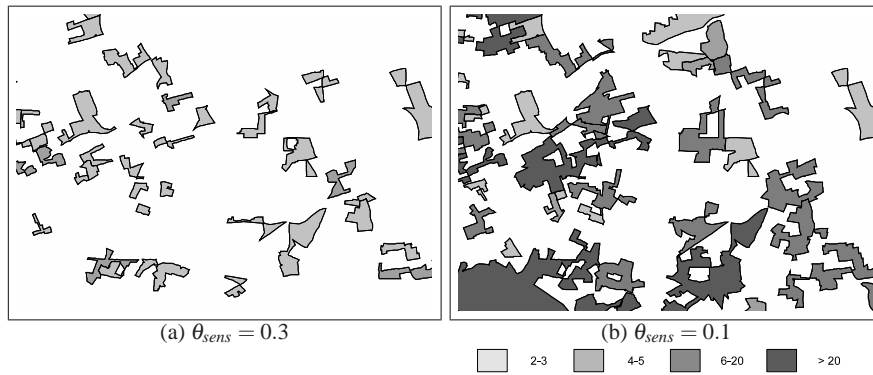 (a) θsens = 0.3
(b) θsens = 0.1
2-3 4-5 6-20 > 20